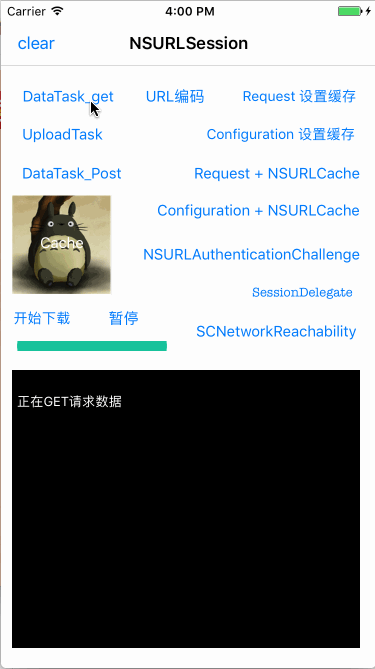 Carrier 4:00 PM
clear NSURLSession
DataTask_get URL编码 Request 设置缓存
UploadTask Configuration 设置缓存
DataTask_Post Request + NSURLCache
Cache Configuration + NSURLCache
NSURLAuthenticationChallenge
SessionDelegate
开始下载 暂停 SCNetworkReachability
正在GET请求数据